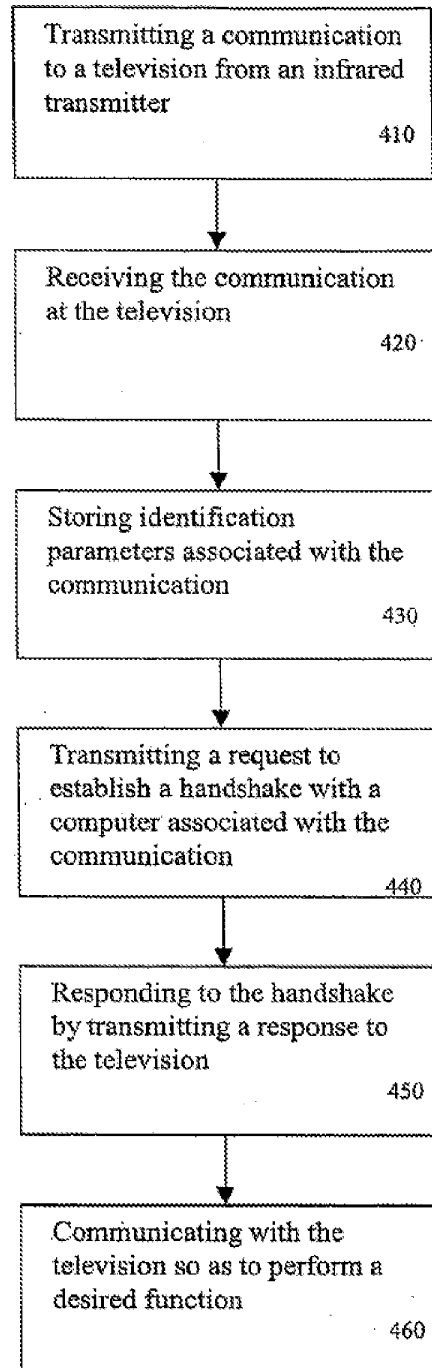 Transmitting a communication
to a television from an infrared
transmitter
410
Receiving the communication
at the television
420
Storing identification
parameters associated with the
communication
430
Transmitting a request to
establish a handshake with a
computer associated with the
communication
440
Responding to the handshake
by transmitting a response to
the television
450
Communicating with the
television so as to perform a
desired function
460